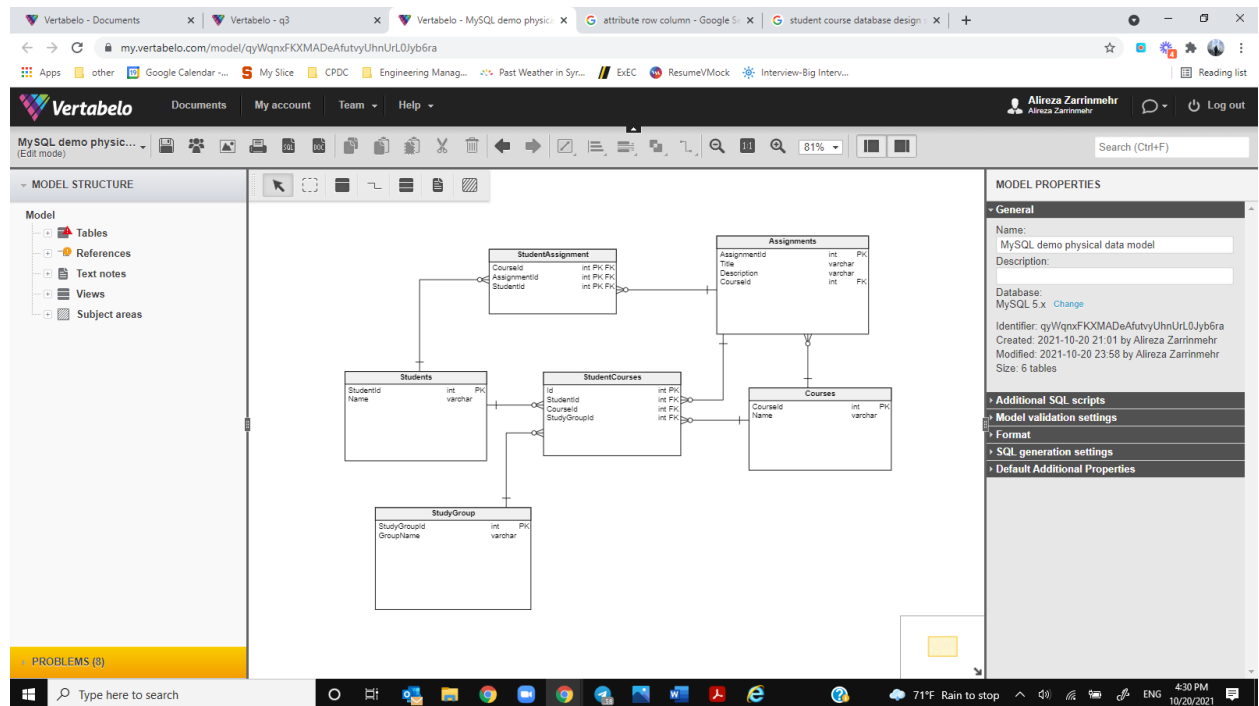 Vertabelo - Documents
Vertabelo - q3
Vertabelo - MySQL demo physic
attribute row column - Google Se
student course database design s
my.vertabelo.com/model/qyWqnxFKXMADeAfutvyUhnUrL0Jyb6ra
Apps other Google Calendar -... My Slice CPDC Engineering Manag... Past Weather in Syr... ExEC ResumeVMock Interview-Big Interv... Reading list
Vertabelo Documents My account Team Help Alireza Zarrinmehr Log out
Alireza Zarrinmehr
MySQL demo physic...
(Edit mode)
SQL DOC 1:1 81% Search (Ctrl+F)
MODEL STRUCTURE
Model
Tables
References
Text notes
Views
Subject areas
PROBLEMS (8)
StudentAssignment
CourseId int PK FK
AssignmentId int PK FK
StudentId int PK FK
Assignments
AssignmentId int PK
Title varchar
Description varchar
CourseId int FK
Students
StudentId int PK
Name varchar
StudentCourses
Id int PK
StudentId int FK
CourseId int FK
StudyGroupId int FK
Courses
CourseId int PK
Name varchar
StudyGroup
StudyGroupId int PK
GroupName varchar
MODEL PROPERTIES
General
Name:
MySQL demo physical data model
Description:
Database:
MySQL 5.x Change
Identifier: qyWqnxFKXMADeAfutvyUhnUrL0Jyb6ra
Created: 2021-10-20 21:01 by Alireza Zarrinmehr
Modified: 2021-10-20 23:58 by Alireza Zarrinmehr
Size: 6 tables
Additional SQL scripts
Model validation settings
Format
SQL generation settings
Default Additional Properties
Type here to search
71°F Rain to stop
ENG
4:30 PM
10/20/2021